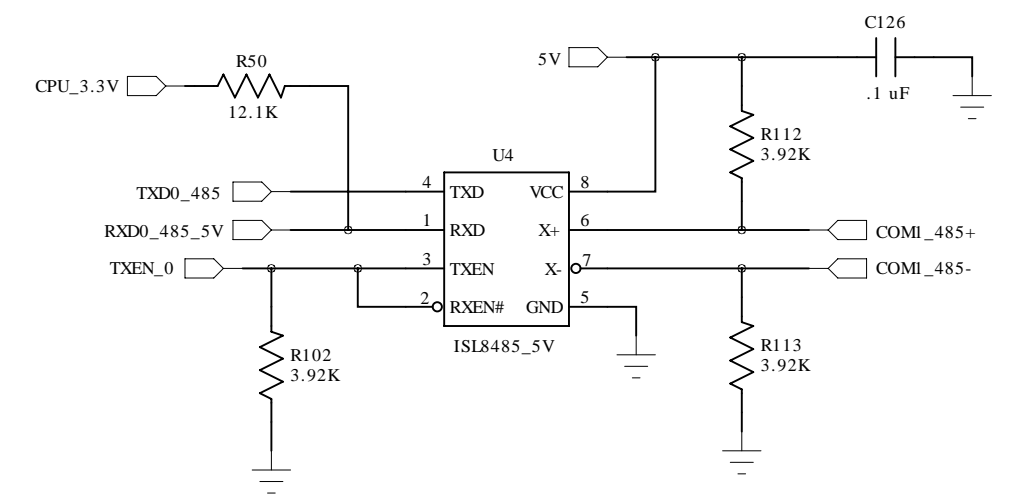 C126
5V
.1 uF
R50
CPU_3.3V
12.1K
R112
3.92K
U4
TXD0_485
4
TXD
VCC
8
RXD0_485_5V
1
RXD
X+
6
COM1_485+
TXEN_0
3
TXEN
X-
7
COM1_485-
2
RXEN#
GND
5
ISL8485_5V
R102
3.92K
R113
3.92K